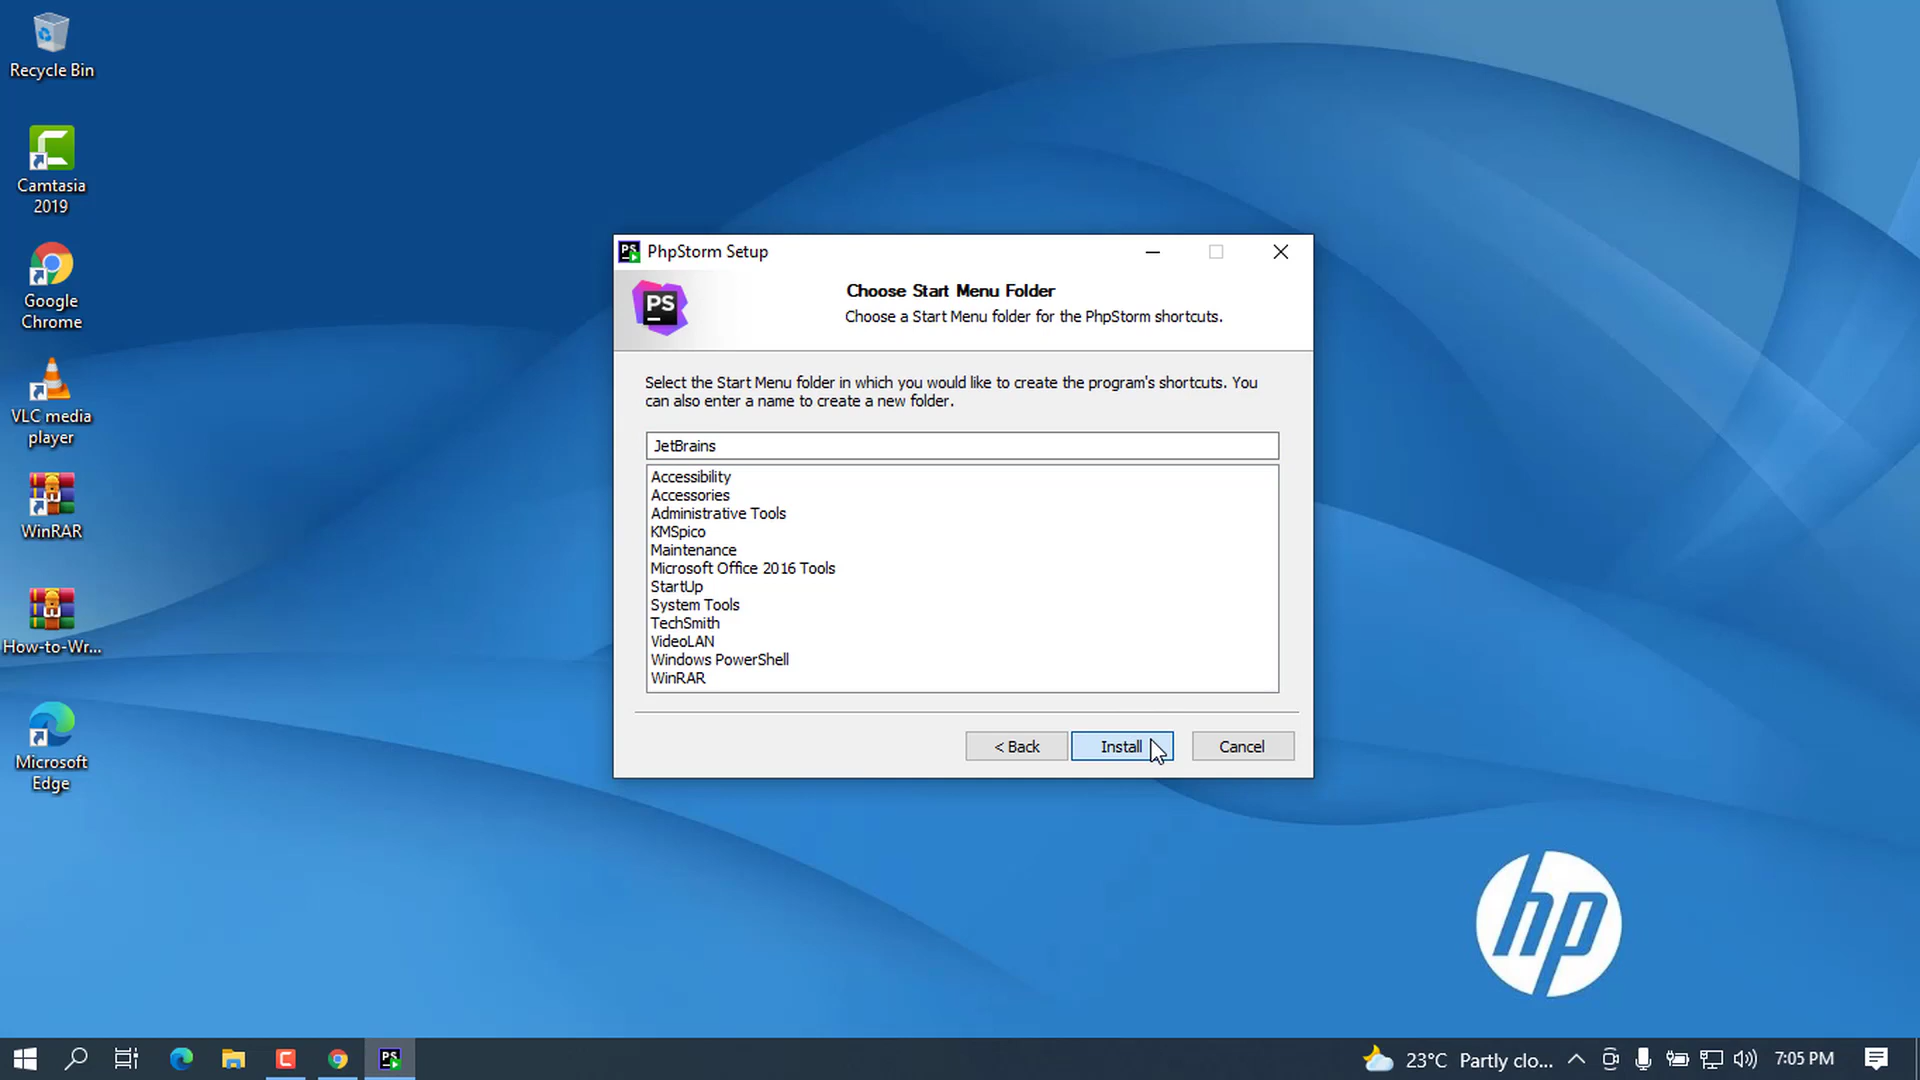 Recycle Bin
Camtasia
2019
Google
Chrome
VLC media
player
WinRAR
How-to-Wr...
Microsoft
Edge
PS
PhpStorm Setup
PS
Choose Start Menu Folder
Choose a Start Menu folder for the PhpStorm shortcuts.
Select the Start Menu folder in which you would like to create the program's shortcuts. You
can also enter a name to create a new folder.
JetBrains
Accessibility
Accessories
Administrative Tools
KMSpico
Maintenance
Microsoft Office 2016 Tools
StartUp
System Tools
TechSmith
VideoLAN
Windows PowerShell
WinRAR
< Back
Install
Cancel
hp
PS
23°C Partly clo...
7:05 PM